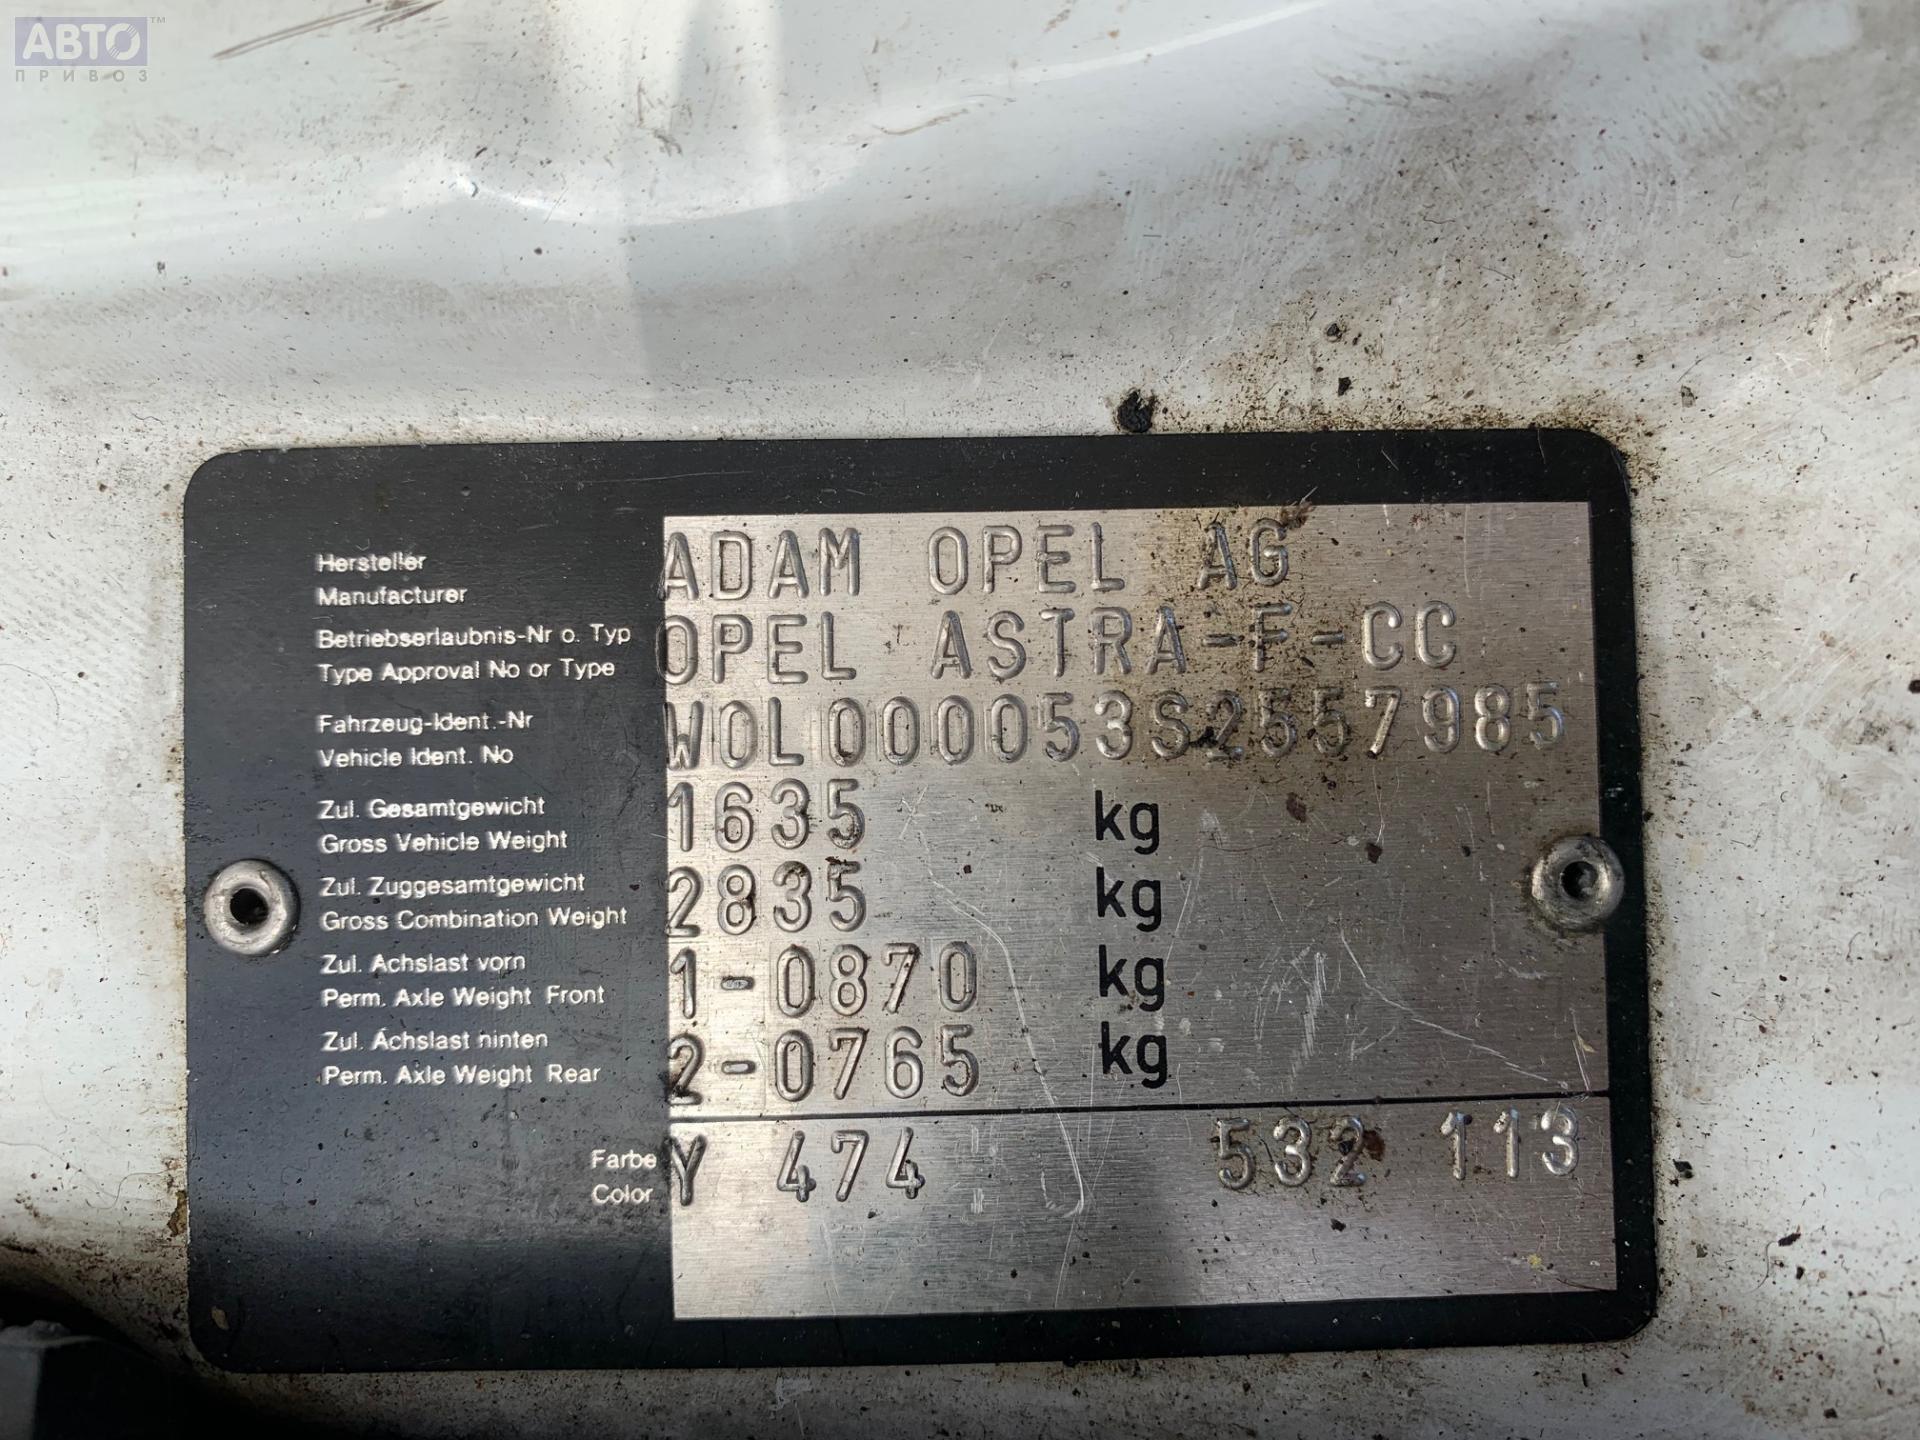 АВТО™
ПРИВОЗ
Hersteller
Manufacturer
ADAM OPEL AG
Betriebserlaubnis-Nr o. Typ
Type Approval No or Type
OPEL ASTRA-F-CC
Fahrzeug-Ident.-Nr
Vehicle Ident. No
W0L000053S2557985
Zul. Gesamtgewicht
Gross Vehicle Weight
1635 kg
Zul. Zuggesamtgewicht
Gross Combination Weight
2835 kg
Zul. Achslast vorn
Perm. Axle Weight Front
1-0870 kg
Zul. Achslast hinten
Perm. Axle Weight Rear
2-0765 kg
Farbe
Color
Y 474 532 113